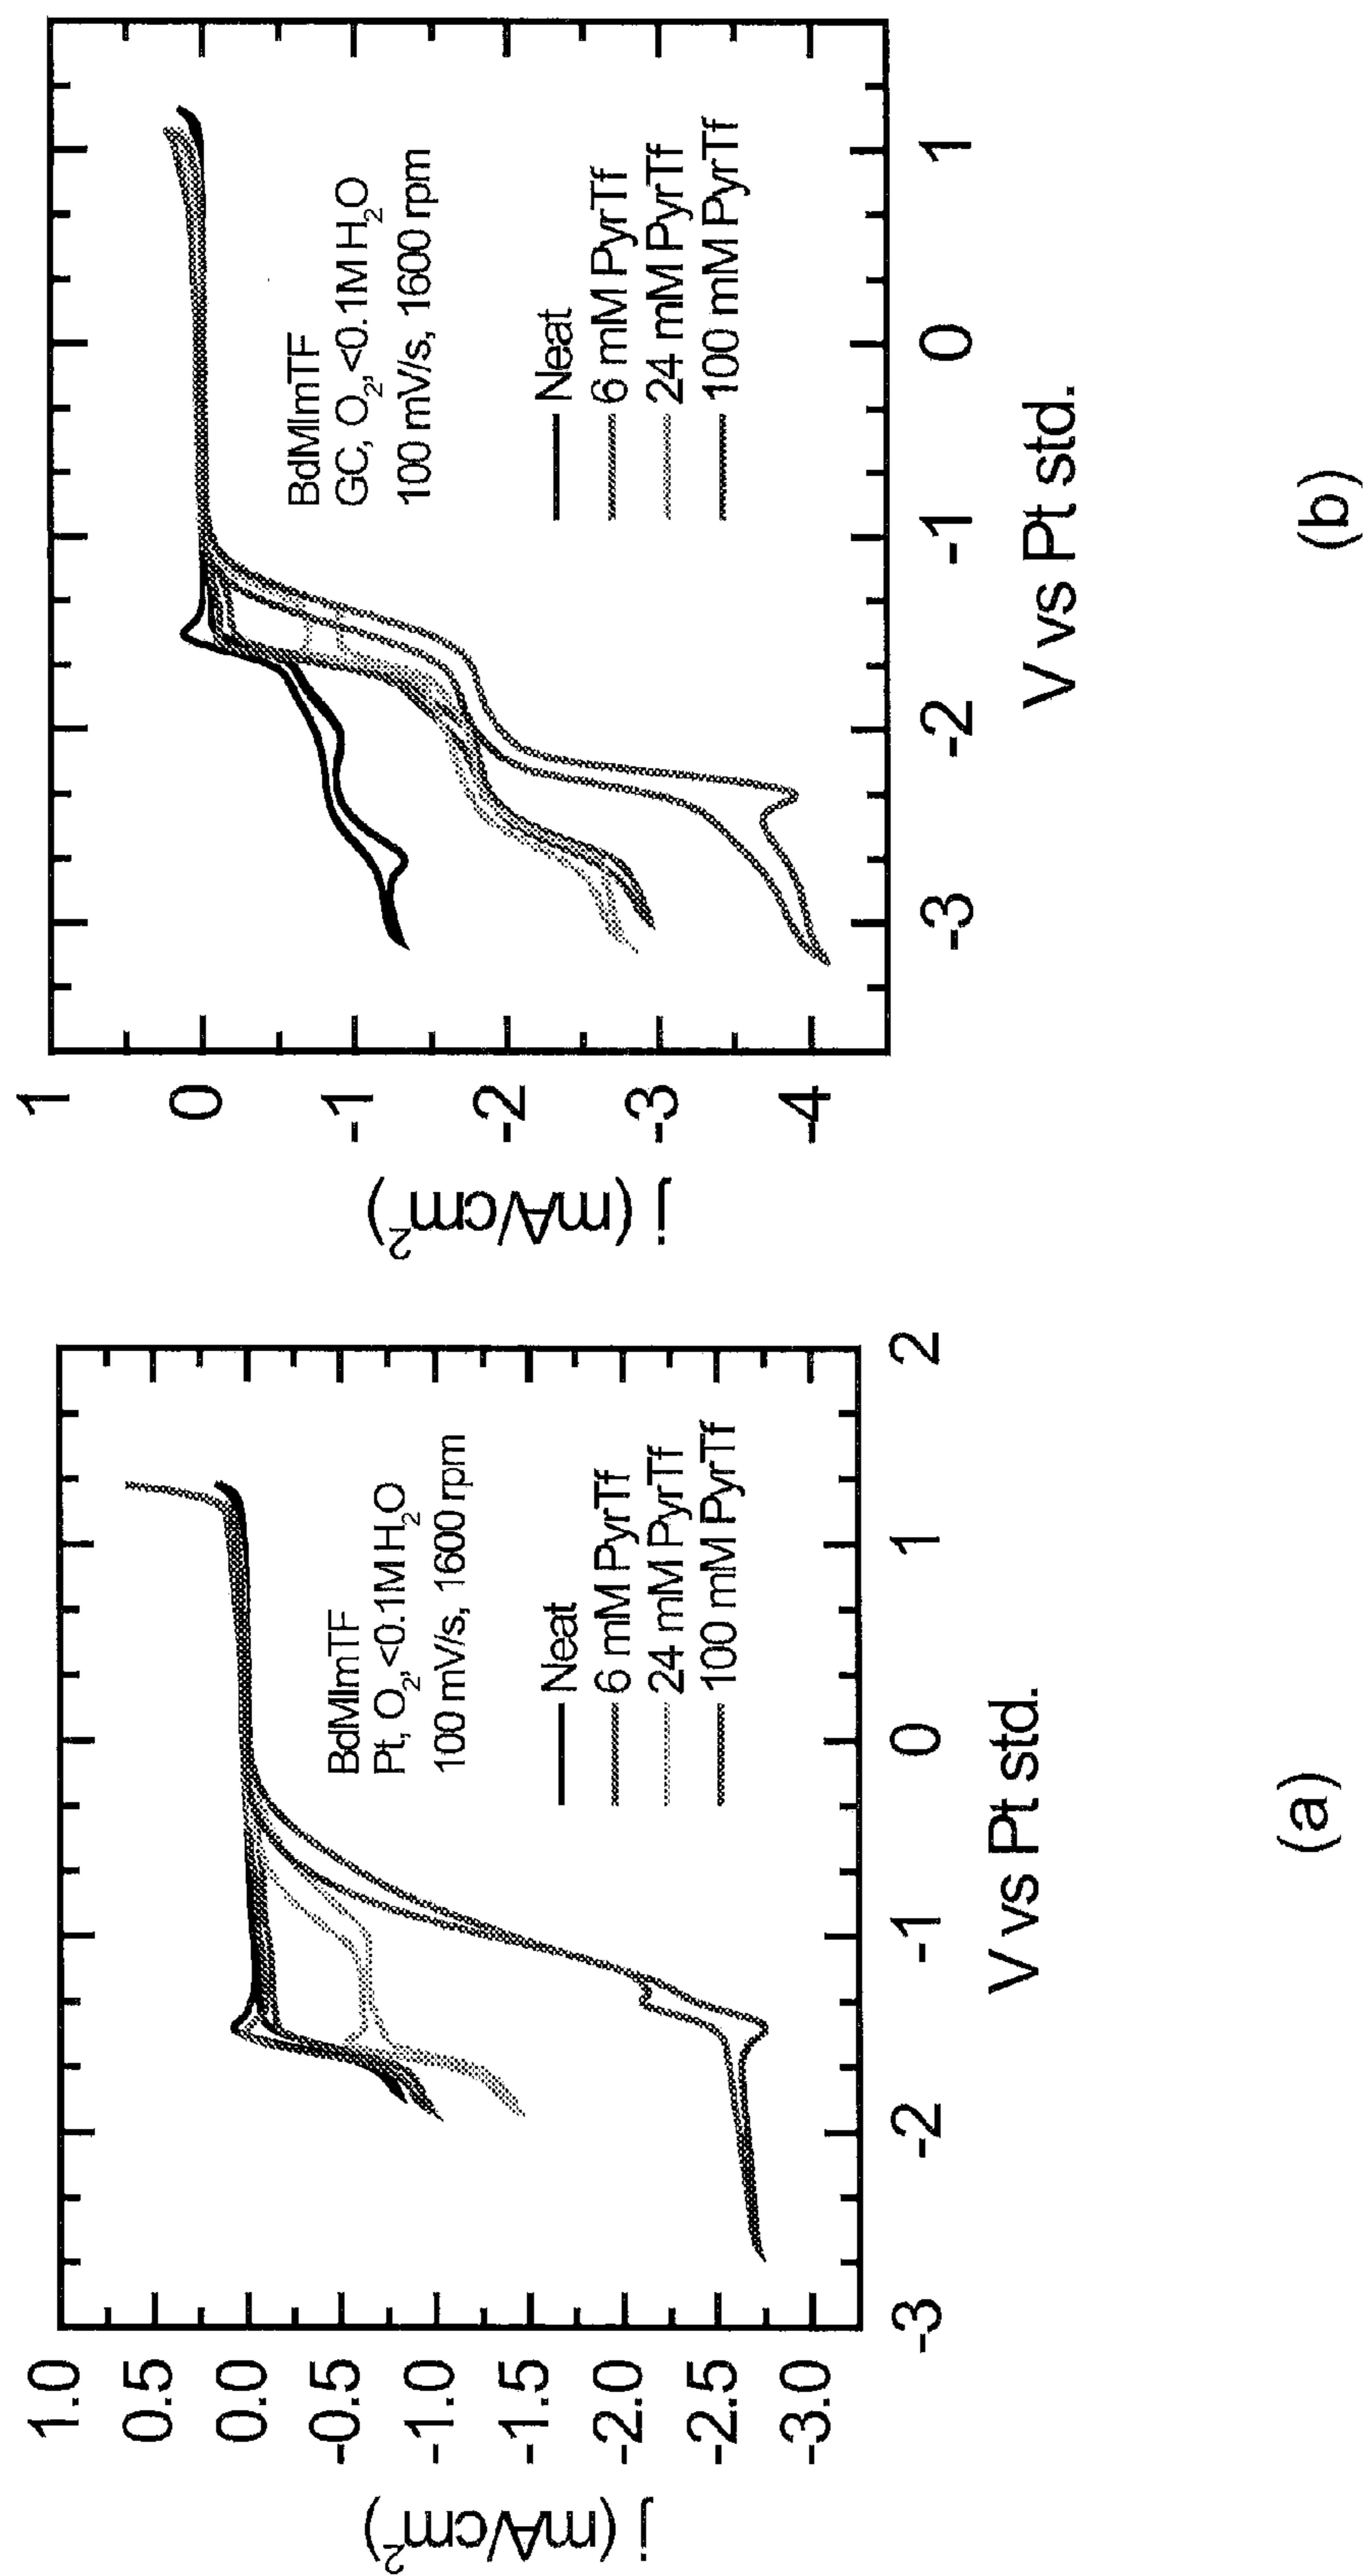 1.0
0.5
0.0
-0.5
-1.0
-1.5
-2.0
-2.5
-3.0
j (mA/cm²)
BdMImTF
Pt, O₂, <0.1M H₂O
100 mV/s, 1600 rpm
Neat
6 mM PyrTf
24 mM PyrTf
100 mM PyrTf
-3 -2 -1 0 1 2
V vs Pt std.
(a)
1
0
-1
-2
-3
-4
j (mA/cm²)
BdMImTF
GC, O₂, <0.1M H₂O
100 mV/s, 1600 rpm
Neat
6 mM PyrTf
24 mM PyrTf
100 mM PyrTf
-3 -2 -1 0 1
V vs Pt std.
(b)